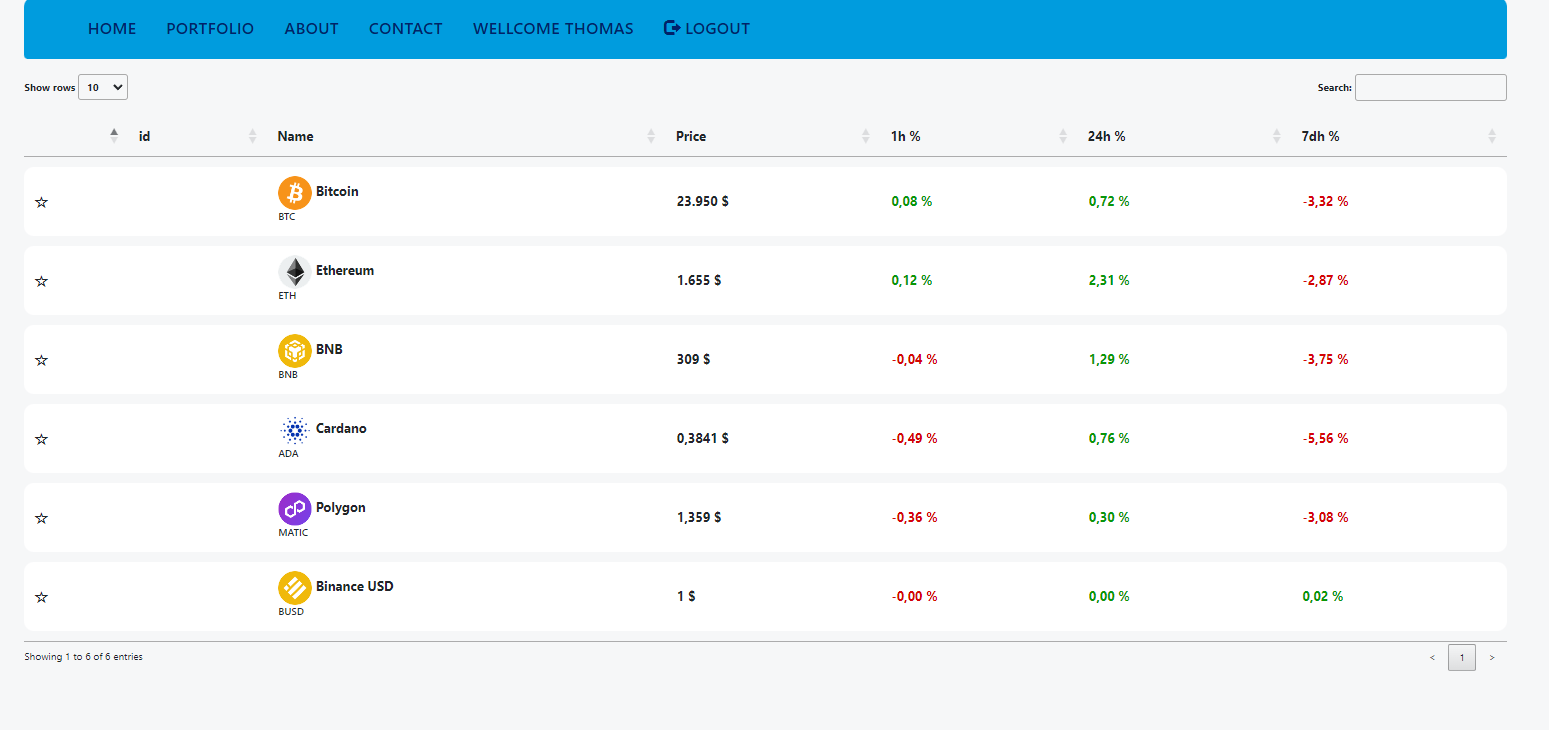 HOME PORTFOLIO ABOUT CONTACT WELLCOME THOMAS LOGOUT
Show rows 10 Search:
id Name Price 1h % 24h % 7dh %
Bitcoin
BTC
23.950 $ 0,08 % 0,72 % -3,32 %
Ethereum
ETH
1.655 $ 0,12 % 2,31 % -2,87 %
BNB
BNB
309 $ -0,04 % 1,29 % -3,75 %
Cardano
ADA
0,3841 $ -0,49 % 0,76 % -5,56 %
Polygon
MATIC
1,359 $ -0,36 % 0,30 % -3,08 %
Binance USD
BUSD
1 $ -0,00 % 0,00 % 0,02 %
Showing 1 to 6 of 6 entries < 1 >